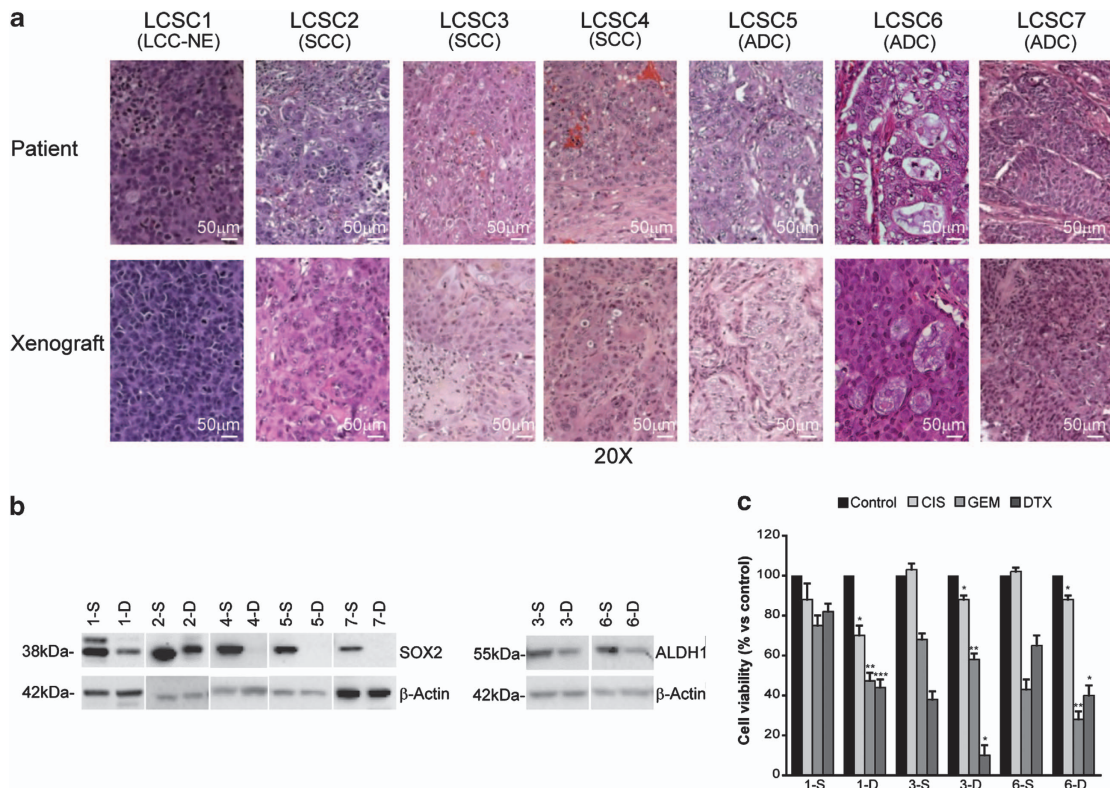 a
LCSC1 LCSC2 LCSC3 LCSC4 LCSC5 LCSC6 LCSC7
(LCC-NE) (SCC) (SCC) (SCC) (ADC) (ADC) (ADC)
Patient
50μm 50μm 50μm 50μm 50μm 50μm 50μm
Xenograft
50μm 50μm 50μm 50μm 50μm 50μm 50μm
20X
b
1-S 1-D 2-S 2-D 4-S 4-D 5-S 5-D 7-S 7-D
38kDa- SOX2
42kDa- β-Actin
3-S 3-D 6-S 6-D
55kDa- ALDH1
42kDa- β-Actin
c
Control CIS GEM DTX
Cell viability (% vs control)
120
100
80
60
40
20
0
* ** *** * ** * * ** *
1-S 1-D 3-S 3-D 6-S 6-D